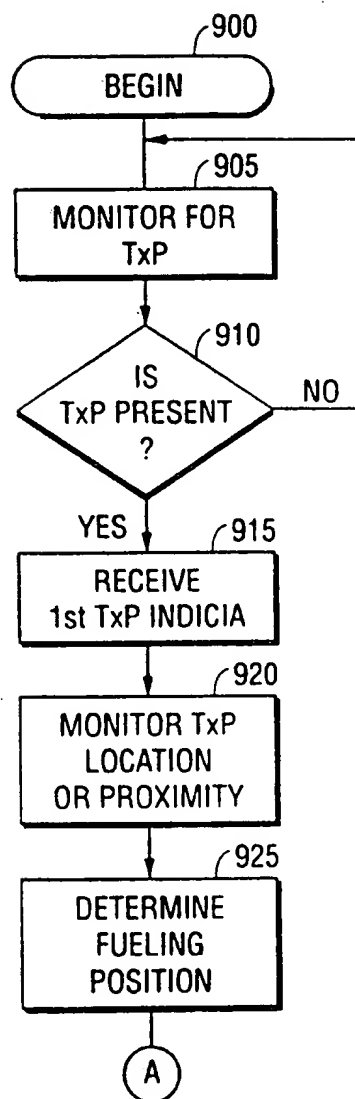 900
BEGIN
905
MONITOR FOR
TxP
910
IS
TxP PRESENT
?
NO
YES
915
RECEIVE
1st TxP INDICIA
920
MONITOR TxP
LOCATION
OR PROXIMITY
925
DETERMINE
FUELING
POSITION
A